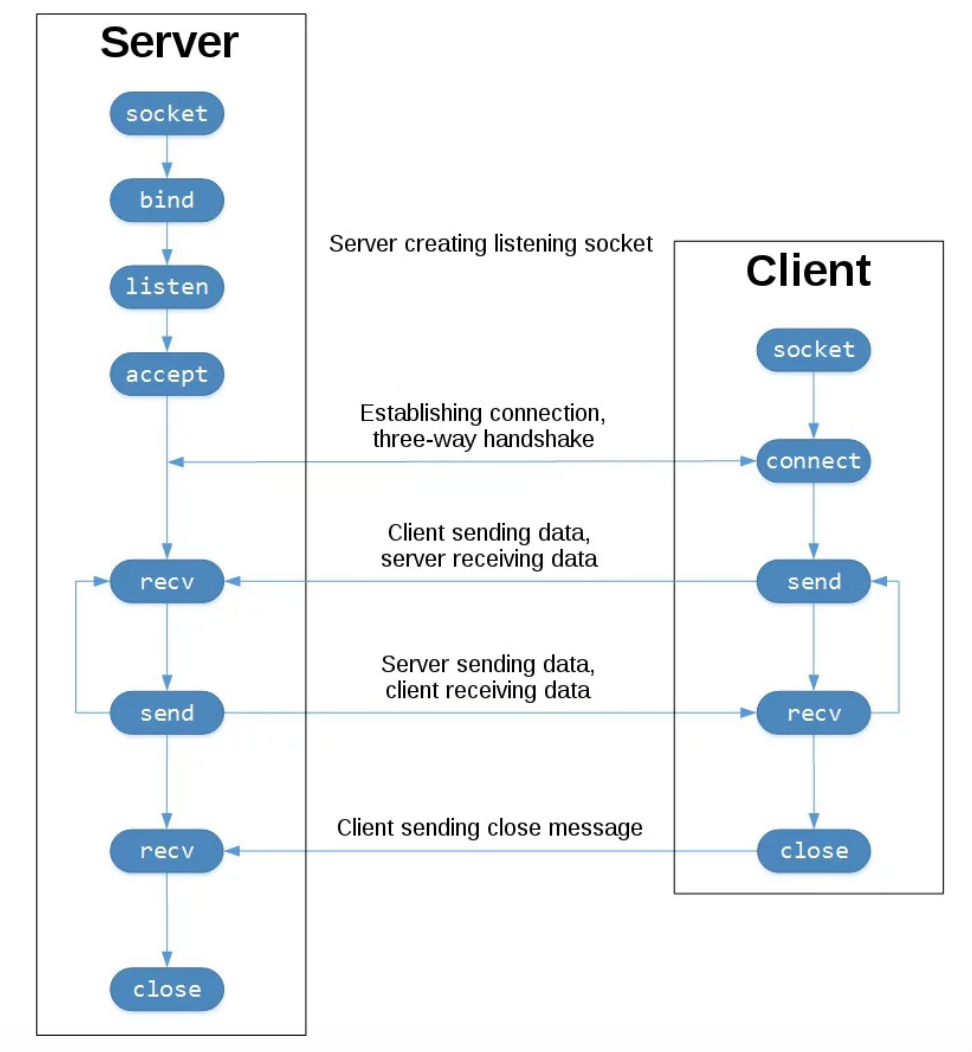 Server
socket
bind
listen
accept
recv
send
recv
close
Server creating listening socket
Establishing connection,
three-way handshake
Client sending data,
server receiving data
Server sending data,
client receiving data
Client sending close message
Client
socket
connect
send
recv
close